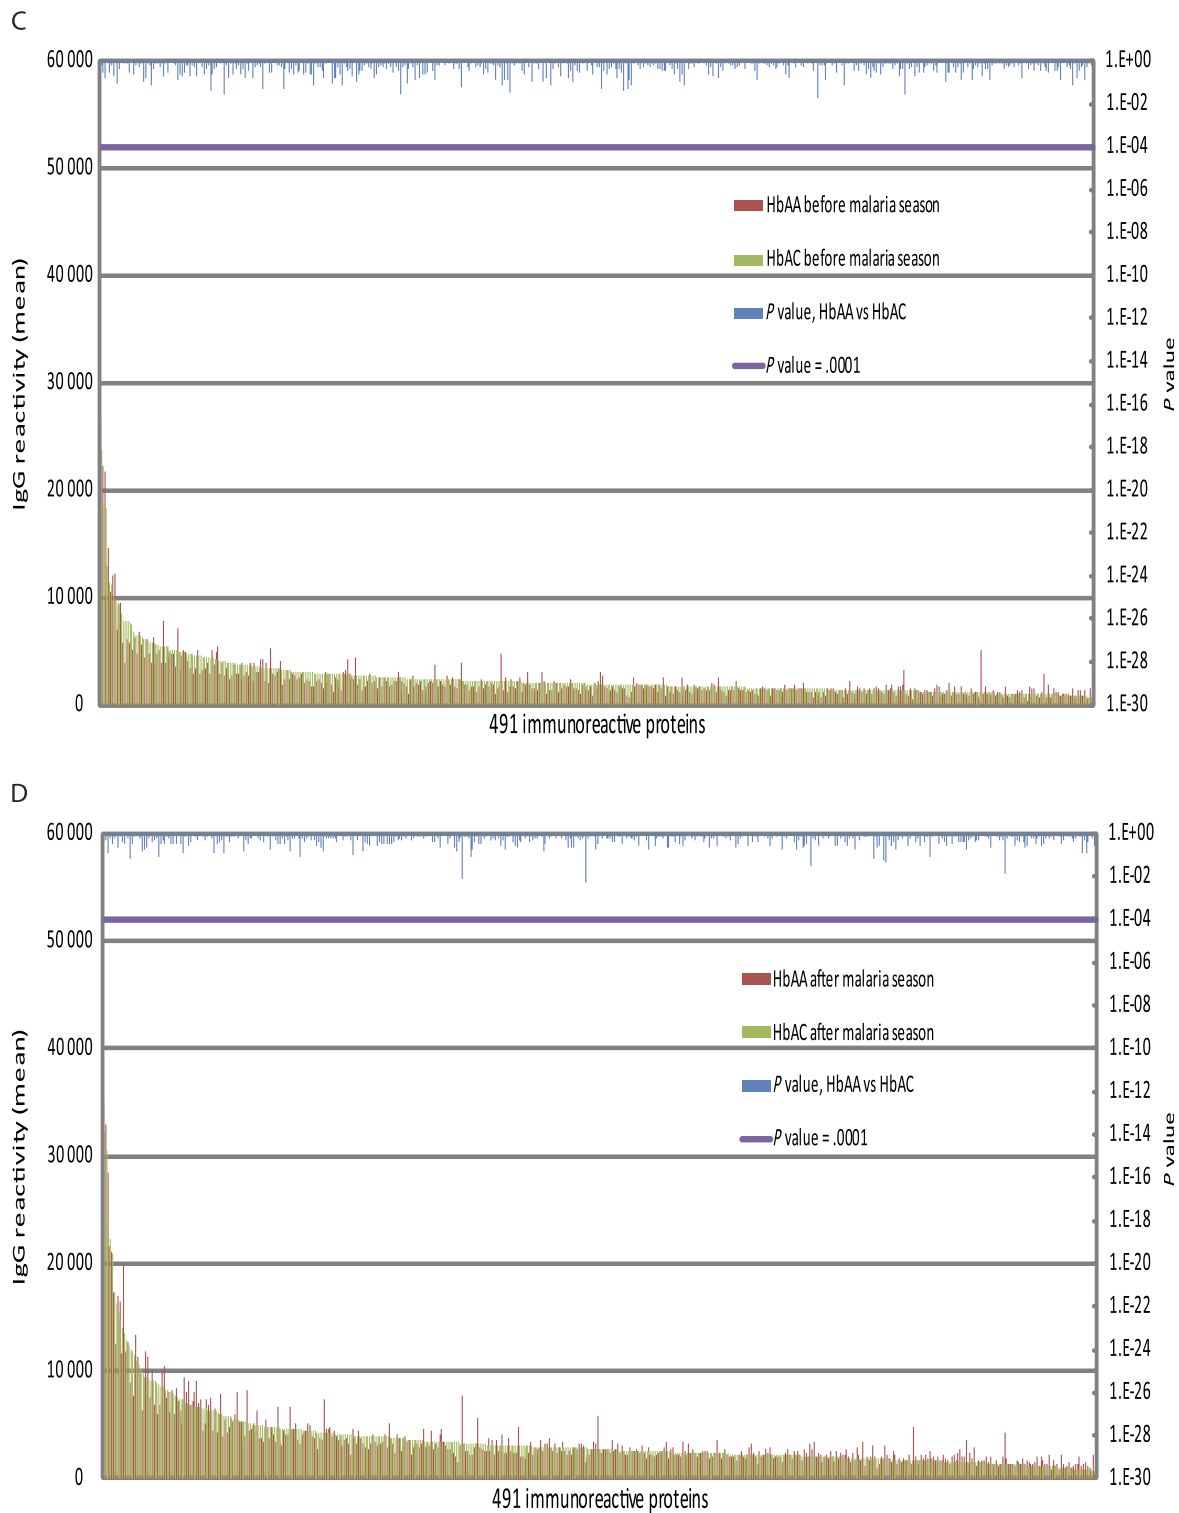 C
60 000
50 000
40 000
30 000
20 000
10 000
0
IgG reactivity (mean)
1.E+00
1.E-02
1.E-04
1.E-06
1.E-08
1.E-10
1.E-12
1.E-14
1.E-16
1.E-18
1.E-20
1.E-22
1.E-24
1.E-26
1.E-28
1.E-30
P value
HbAA before malaria season
HbAC before malaria season
P value, HbAA vs HbAC
P value = .0001
491 immunoreactive proteins
D
60 000
50 000
40 000
30 000
20 000
10 000
0
IgG reactivity (mean)
1.E+00
1.E-02
1.E-04
1.E-06
1.E-08
1.E-10
1.E-12
1.E-14
1.E-16
1.E-18
1.E-20
1.E-22
1.E-24
1.E-26
1.E-28
1.E-30
P value
HbAA after malaria season
HbAC after malaria season
P value, HbAA vs HbAC
P value = .0001
491 immunoreactive proteins